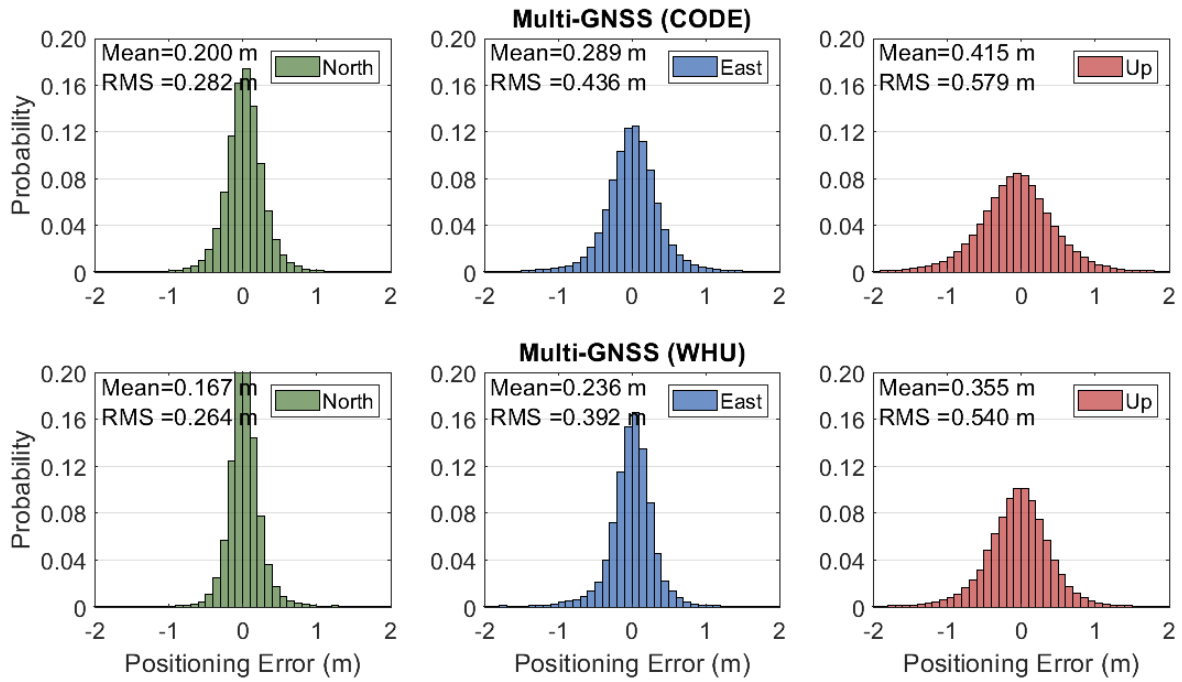 Multi-GNSS (CODE)
0.20
0.16
0.12
0.08
0.04
0
Probability
Mean=0.200 m
RMS =0.282 m
North
-2 -1 0 1 2
0.20
0.16
0.12
0.08
0.04
0
Mean=0.289 m
RMS =0.436 m
East
-2 -1 0 1 2
0.20
0.16
0.12
0.08
0.04
0
Mean=0.415 m
RMS =0.579 m
Up
-2 -1 0 1 2
Multi-GNSS (WHU)
0.20
0.16
0.12
0.08
0.04
0
Probability
Mean=0.167 m
RMS =0.264 m
North
-2 -1 0 1 2
Positioning Error (m)
0.20
0.16
0.12
0.08
0.04
0
Mean=0.236 m
RMS =0.392 m
East
-2 -1 0 1 2
Positioning Error (m)
0.20
0.16
0.12
0.08
0.04
0
Mean=0.355 m
RMS =0.540 m
Up
-2 -1 0 1 2
Positioning Error (m)